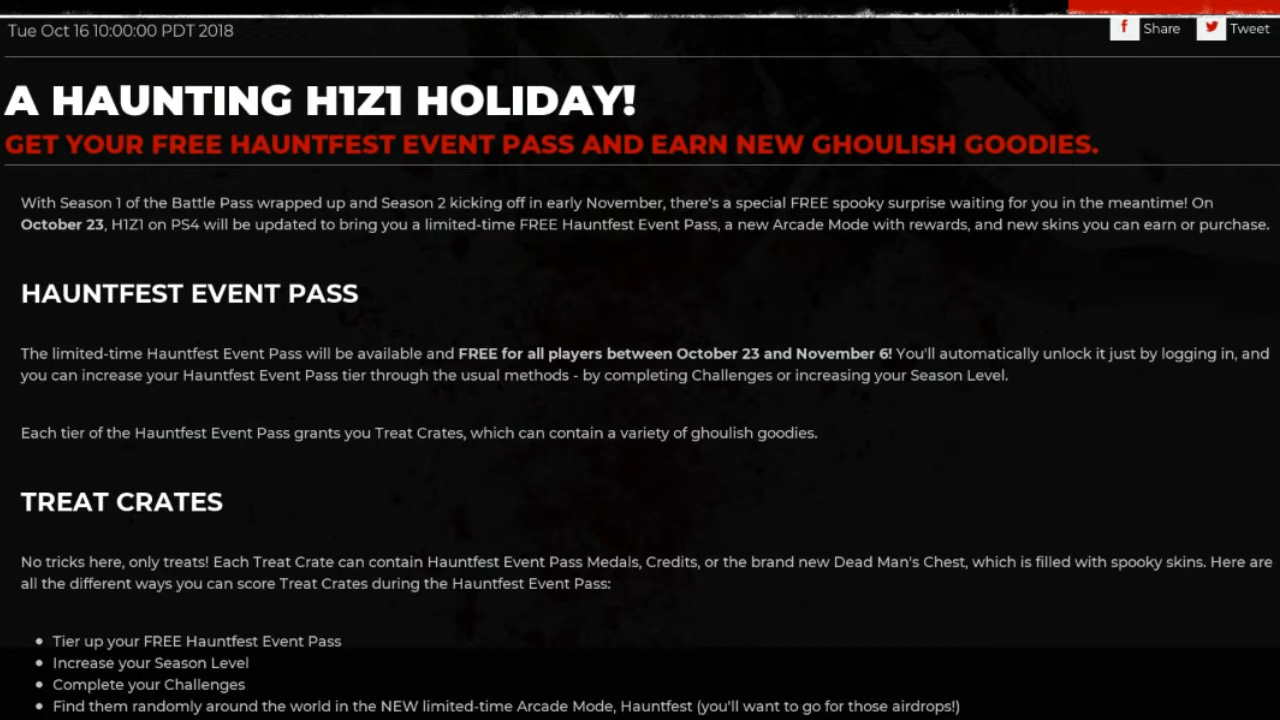 Tue Oct 16 10:00:00 PDT 2018
Share
Tweet
A HAUNTING H1Z1 HOLIDAY!
GET YOUR FREE HAUNTFEST EVENT PASS AND EARN NEW GHOULISH GOODIES.
With Season 1 of the Battle Pass wrapped up and Season 2 kicking off in early November, there's a special FREE spooky surprise waiting for you in the meantime! On
October 23, H1Z1 on PS4 will be updated to bring you a limited-time FREE Hauntfest Event Pass, a new Arcade Mode with rewards, and new skins you can earn or purchase.
HAUNTFEST EVENT PASS
The limited-time Hauntfest Event Pass will be available and FREE for all players between October 23 and November 6! You'll automatically unlock it just by logging in, and
you can increase your Hauntfest Event Pass tier through the usual methods - by completing Challenges or increasing your Season Level.
Each tier of the Hauntfest Event Pass grants you Treat Crates, which can contain a variety of ghoulish goodies.
TREAT CRATES
No tricks here, only treats! Each Treat Crate can contain Hauntfest Event Pass Medals, Credits, or the brand new Dead Man's Chest, which is filled with spooky skins. Here are
all the different ways you can score Treat Crates during the Hauntfest Event Pass:
• Tier up your FREE Hauntfest Event Pass
• Increase your Season Level
• Complete your Challenges
• Find them randomly around the world in the NEW limited-time Arcade Mode, Hauntfest (you'll want to go for those airdrops!)